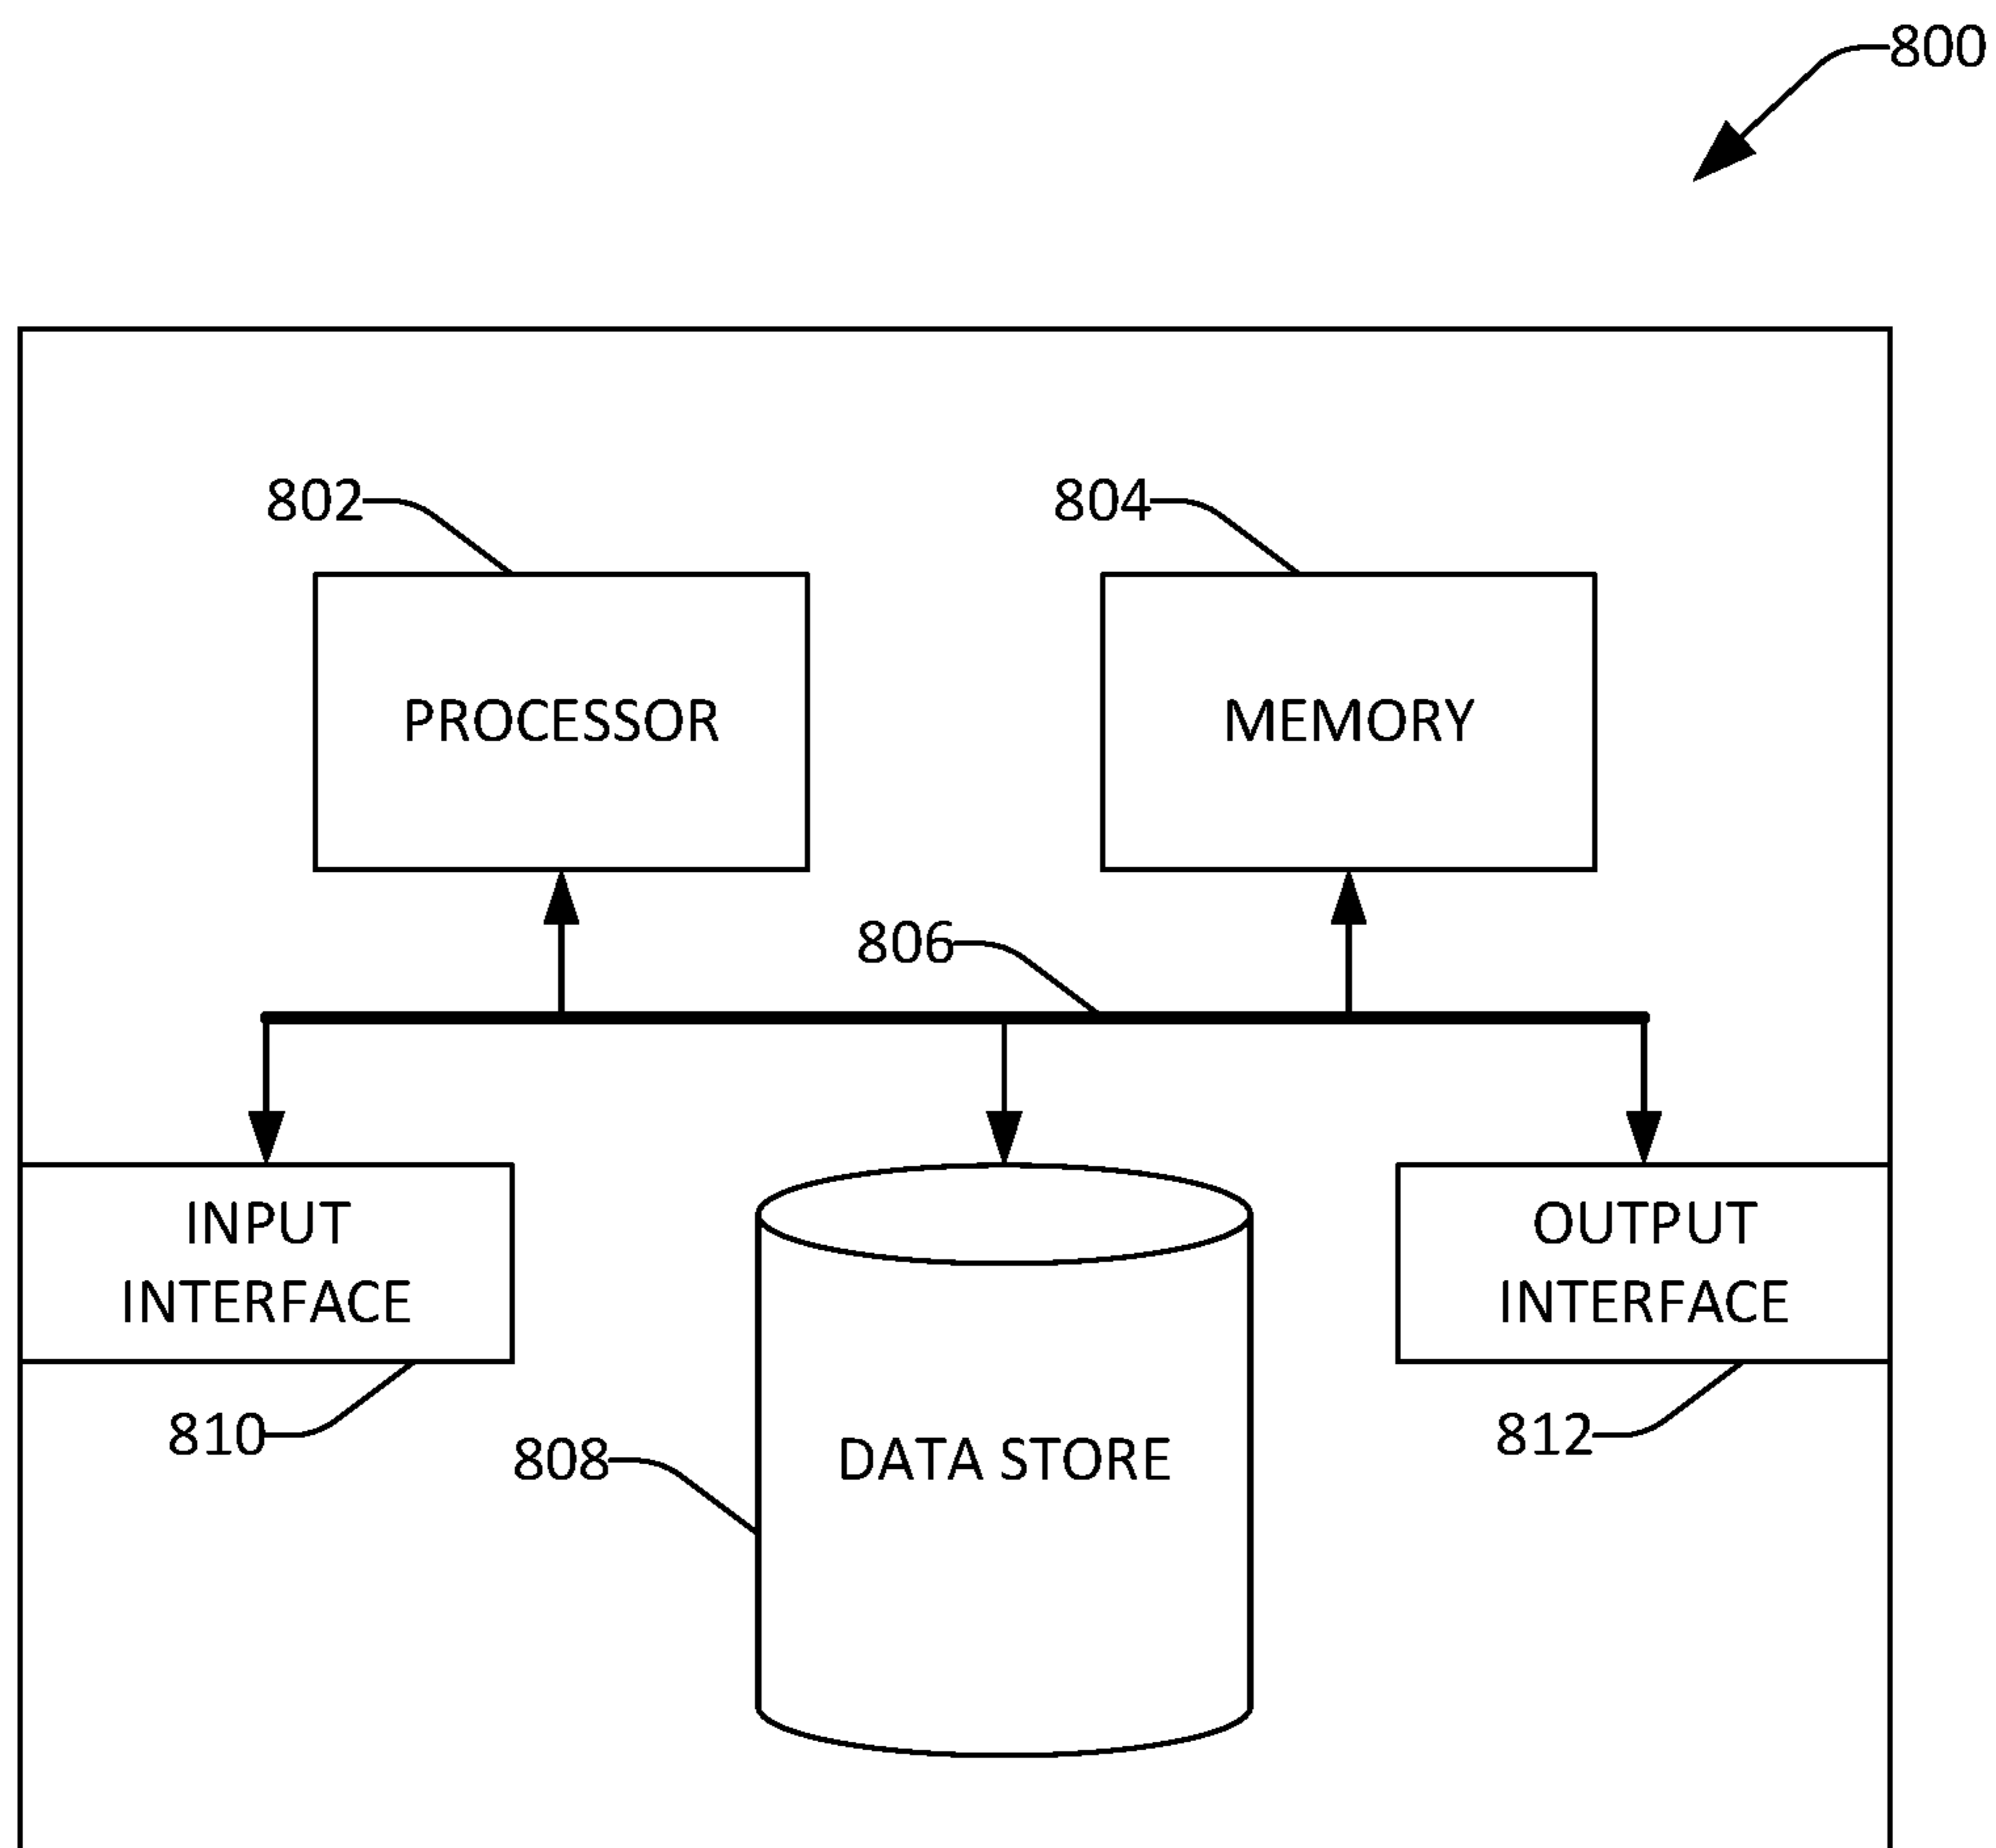 800
802
804
PROCESSOR
MEMORY
806
INPUT
INTERFACE
OUTPUT
INTERFACE
810
808
DATA STORE
812